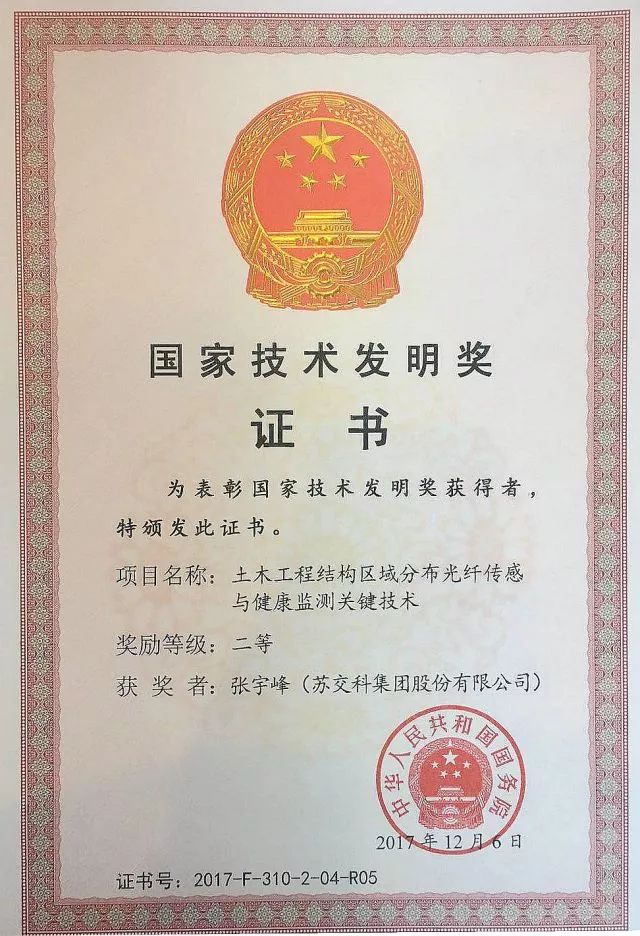 国家技术发明奖
证书
为表彰国家技术发明奖获得者，
特颁发此证书。
项目名称：土木工程结构区域分布光纤传感
与健康监测关键技术
奖励等级：二等
获奖者：张宇峰（苏交科集团股份有限公司）
中华人民共和国国务院
2017年12月6日
证书号：2017-F-310-2-04-R05